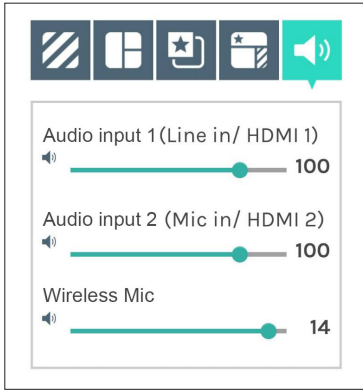 Audio input 1 (Line in/ HDMI 1)
100
Audio input 2 (Mic in/ HDMI 2)
100
Wireless Mic
14